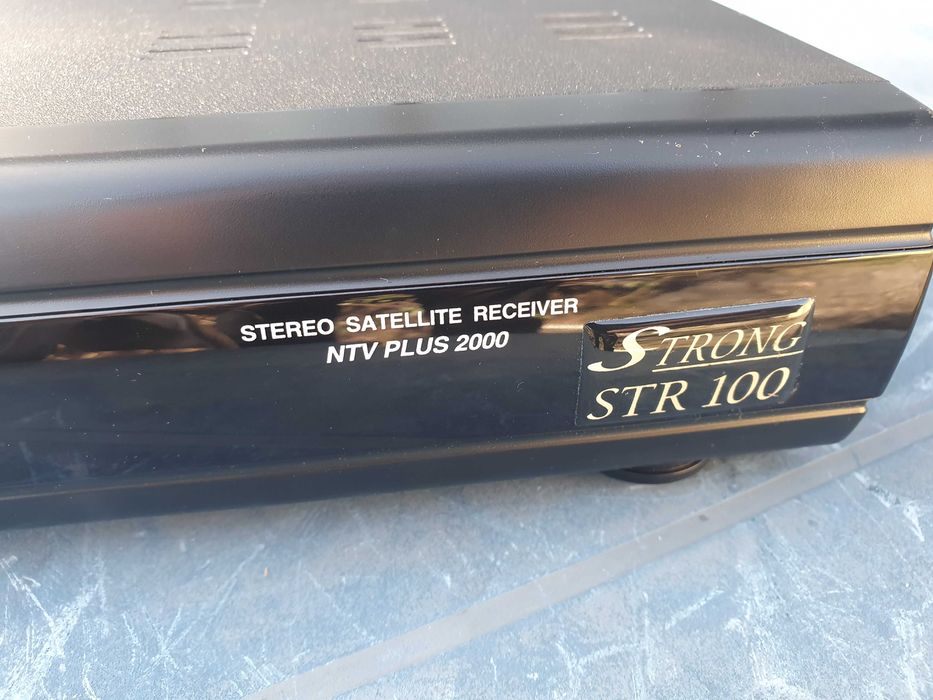 STEREO SATELLITE RECEIVER
NTV PLUS 2000
STRONG
STR 100